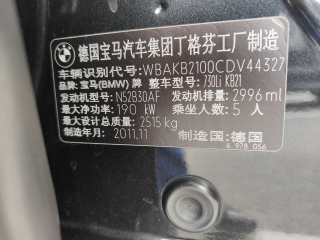 德国宝马汽车集团丁格芬工厂制造
车辆识别代号:WBAKB2100CDV44327
品牌:宝马(BMW)牌 整车型号:730Li KB21
发动机型号:N52B30AF 发动机排量:2996ml
最大净功率:190 kW 乘坐人数:5 人
最大设计总质量:2515kg
制造年月:2011,11 制造国:德国
6 978 056